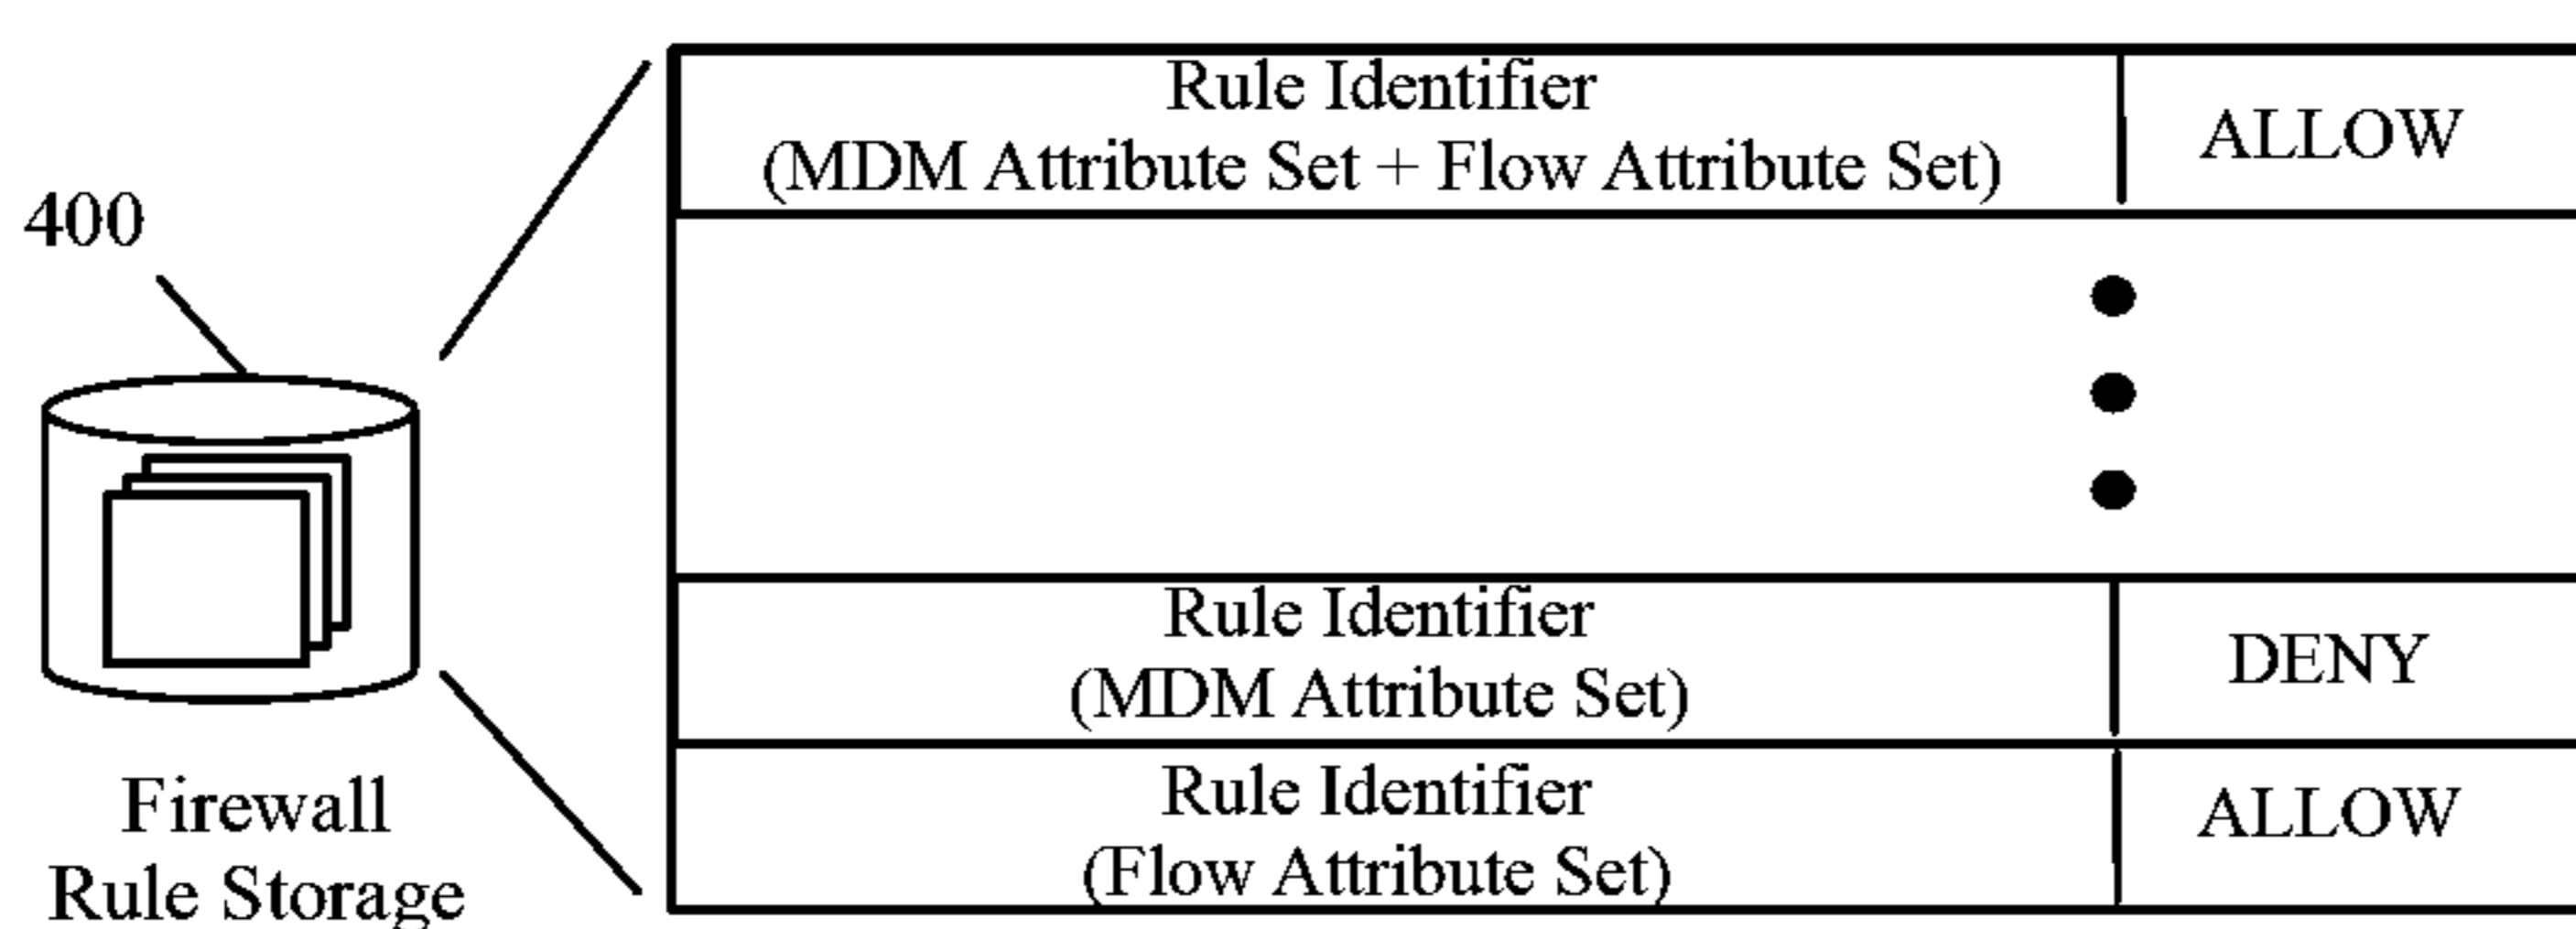 Rule Identifier
(MDM Attribute Set + Flow Attribute Set)
ALLOW
400
Rule Identifier
(MDM Attribute Set)
DENY
Rule Identifier
(Flow Attribute Set)
ALLOW
Firewall
Rule Storage